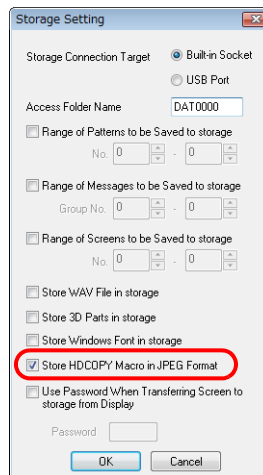 Storage Setting
Storage Connection Target
Built-in Socket
USB Port
Access Folder Name DAT0000
Range of Patterns to be Saved to storage
No. 0 - 0
Range of Messages to be Saved to storage
Group No. 0 - 0
Range of Screens to be Saved to storage
No. 0 - 0
Store WAV File in storage
Store 3D Parts in storage
Store Windows Font in storage
Store HDCOPY Macro in JPEG Format
Use Password When Transferring Screen to
storage from Display
Password
OK Cancel